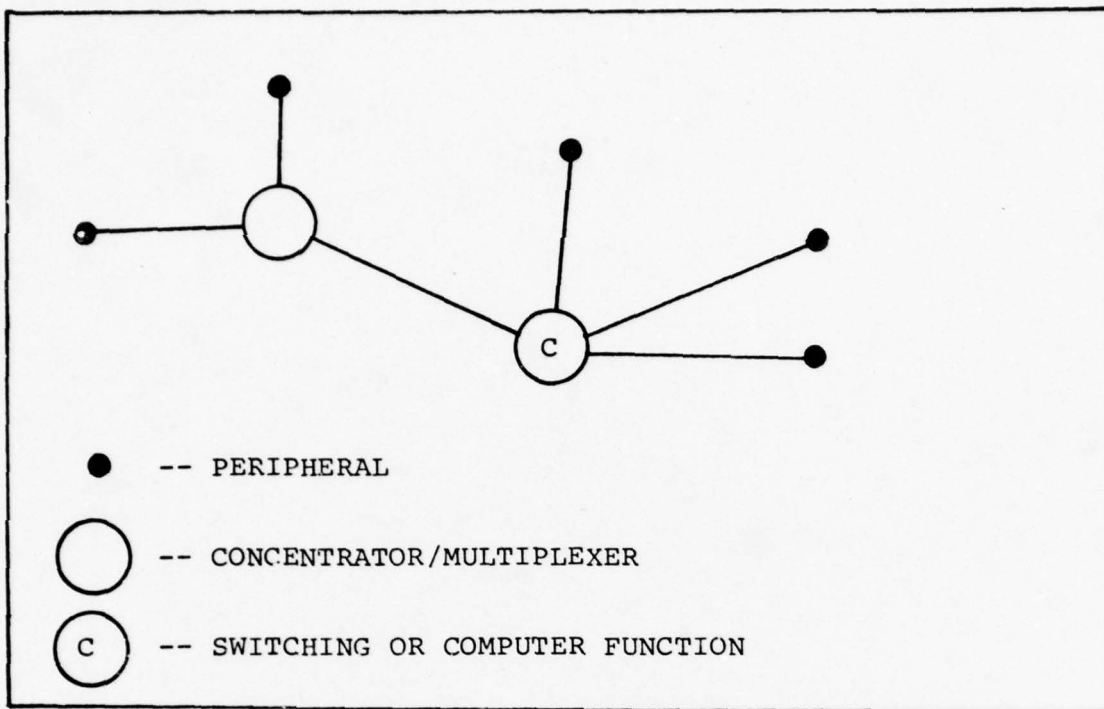 C
-- PERIPHERAL
-- CONCENTRATOR/MULTIPLEXER
C -- SWITCHING OR COMPUTER FUNCTION